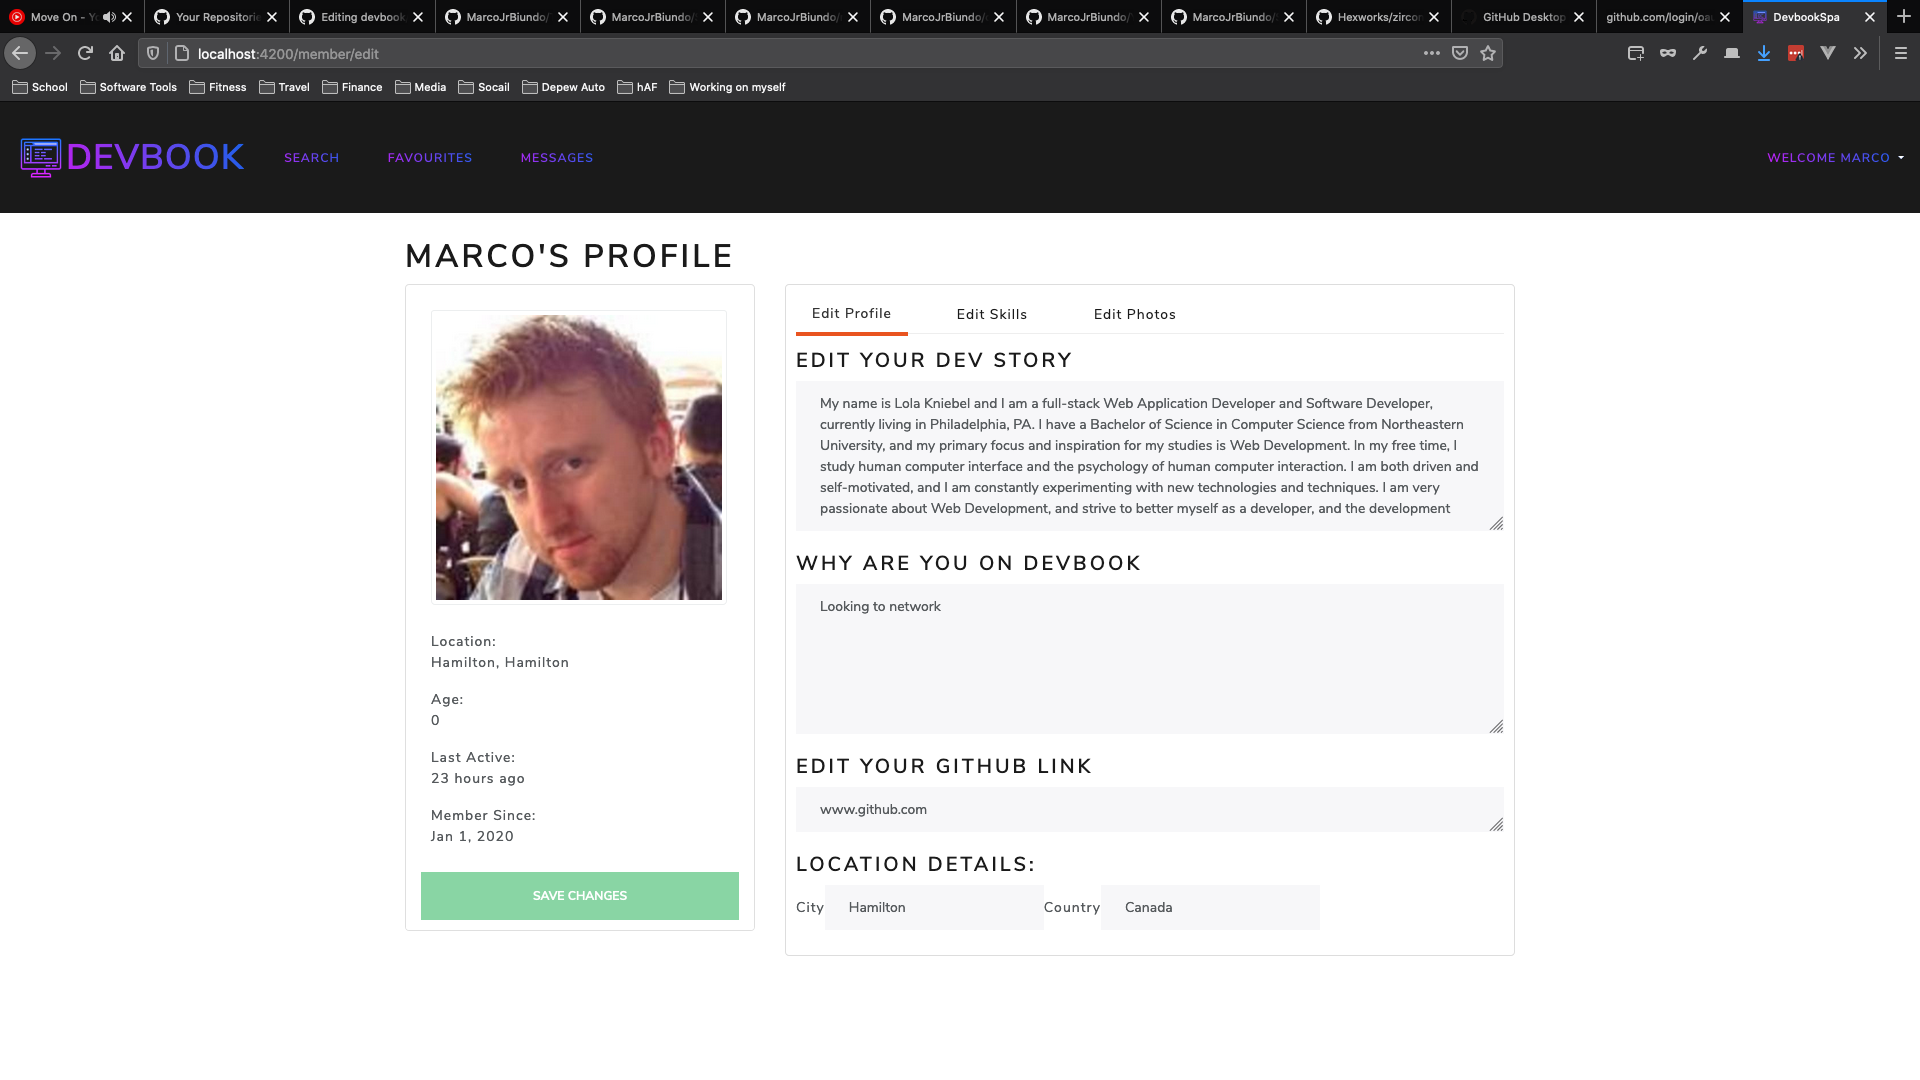 Move On - Yo
Your Repositorie
Editing devbook
MarcoJrBiundo/
MarcoJrBiundo/
MarcoJrBiundo/
MarcoJrBiundo/
MarcoJrBiundo/
MarcoJrBiundo/
Hexworks/zircon
GitHub Desktop
github.com/login/oau
DevbookSpa
localhost:4200/member/edit
School
Software Tools
Fitness
Travel
Finance
Media
Socail
Depew Auto
hAF
Working on myself
DEVBOOK
SEARCH
FAVOURITES
MESSAGES
WELCOME MARCO
MARCO'S PROFILE
Location:
Hamilton, Hamilton
Age:
0
Last Active:
23 hours ago
Member Since:
Jan 1, 2020
SAVE CHANGES
Edit Profile
Edit Skills
Edit Photos
EDIT YOUR DEV STORY
My name is Lola Kniebel and I am a full-stack Web Application Developer and Software Developer,
currently living in Philadelphia, PA. I have a Bachelor of Science in Computer Science from Northeastern
University, and my primary focus and inspiration for my studies is Web Development. In my free time, I
study human computer interface and the psychology of human computer interaction. I am both driven and
self-motivated, and I am constantly experimenting with new technologies and techniques. I am very
passionate about Web Development, and strive to better myself as a developer, and the development
WHY ARE YOU ON DEVBOOK
Looking to network
EDIT YOUR GITHUB LINK
www.github.com
LOCATION DETAILS:
City Hamilton Country Canada